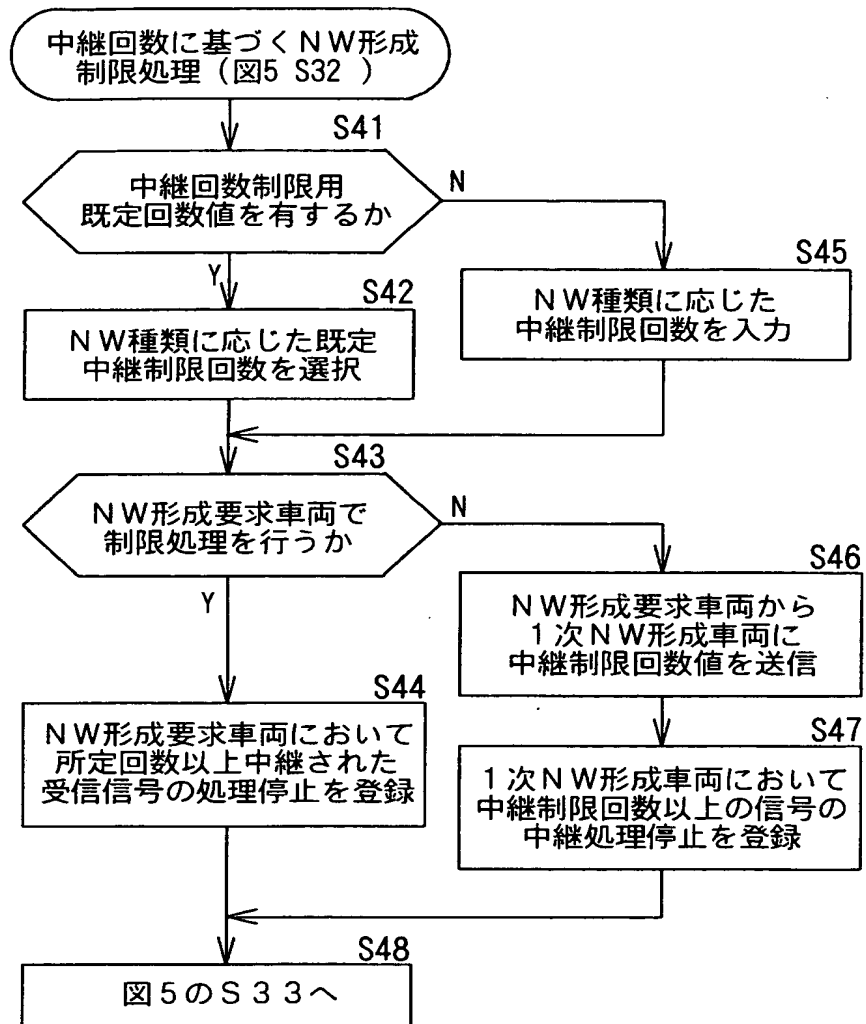 中継回数に基づくＮＷ形成
制限処理（図5 S32 ）
S41
中継回数制限用
既定回数値を有するか
N
Y
S45
ＮＷ種類に応じた
中継制限回数を入力
S42
ＮＷ種類に応じた既定
中継制限回数を選択
S43
ＮＷ形成要求車両で
制限処理を行うか
N
Y
S46
ＮＷ形成要求車両から
１次ＮＷ形成車両に
中継制限回数値を送信
S44
ＮＷ形成要求車両において
所定回数以上中継された
受信信号の処理停止を登録
S47
１次ＮＷ形成車両において
中継制限回数以上の信号の
中継処理停止を登録
S48
図５のＳ３３へ